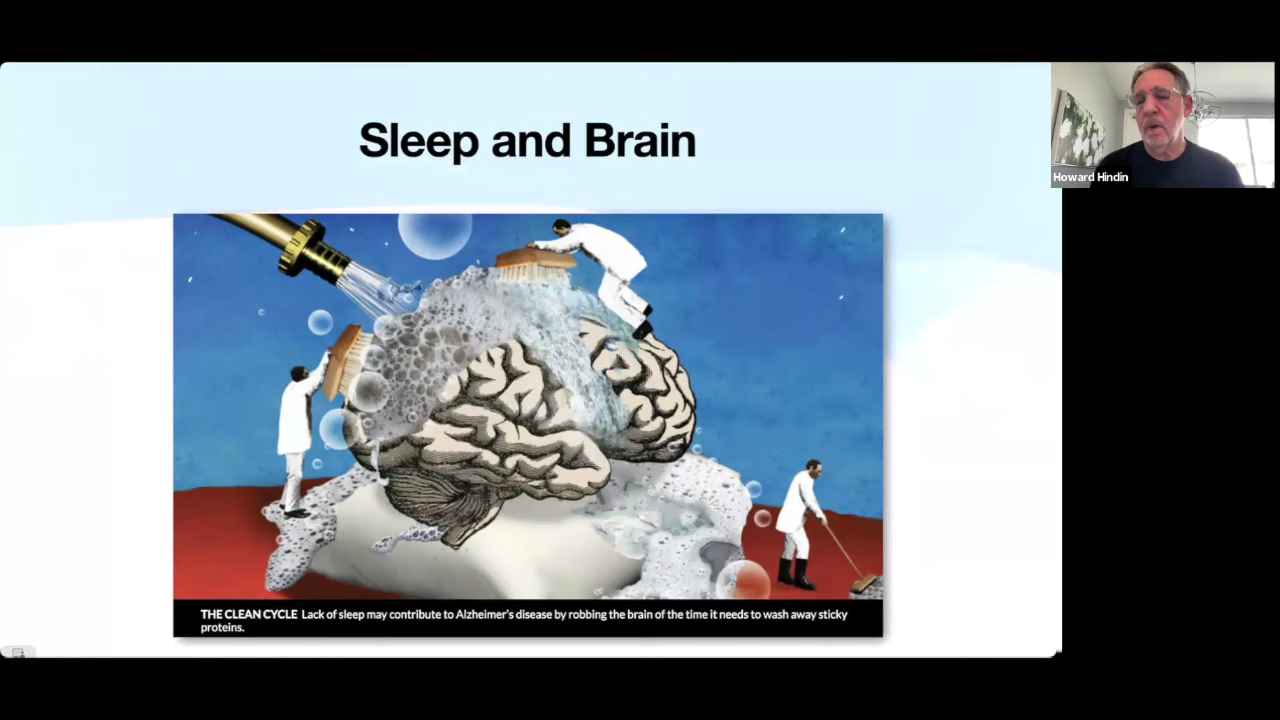 Sleep and Brain
Howard Hindin
THE CLEAN CYCLE Lack of sleep may contribute to Alzheimer's disease by robbing the brain of the time it needs to wash away sticky
proteins.